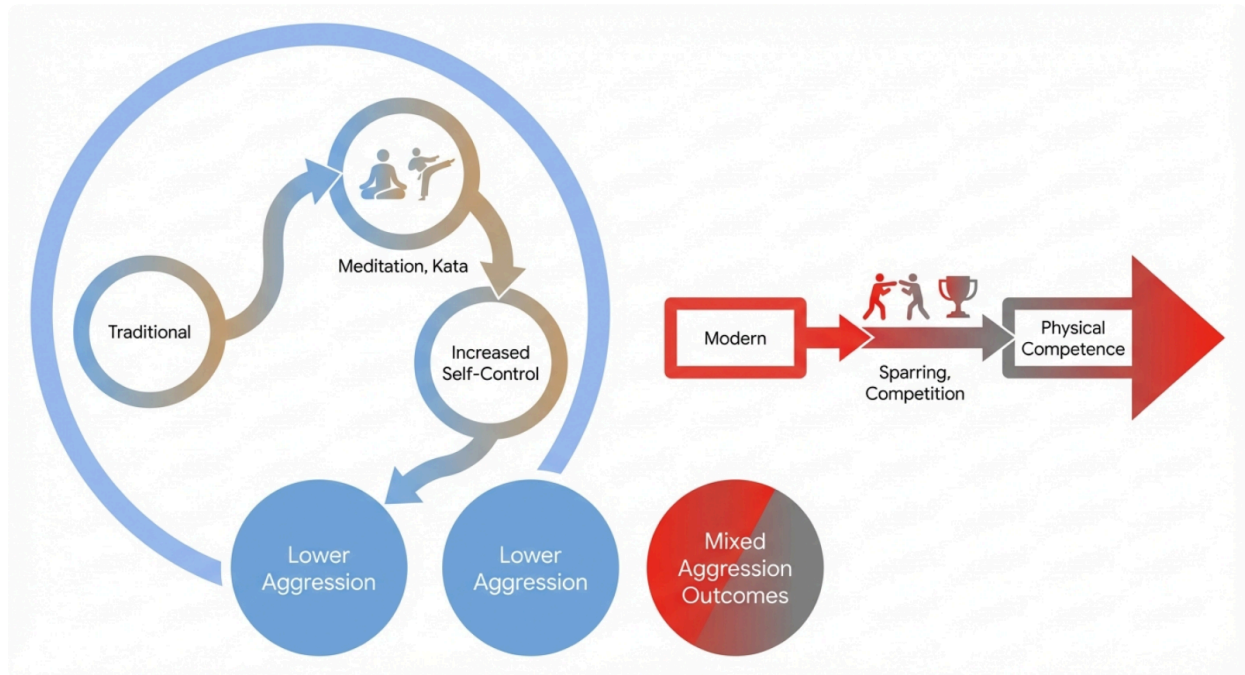 Meditation, Kata
Traditional
Increased
Self-Control
Lower
Aggression
Lower
Aggression
Modern
Sparring,
Competition
Physical
Competence
Mixed
Aggression
Outcomes